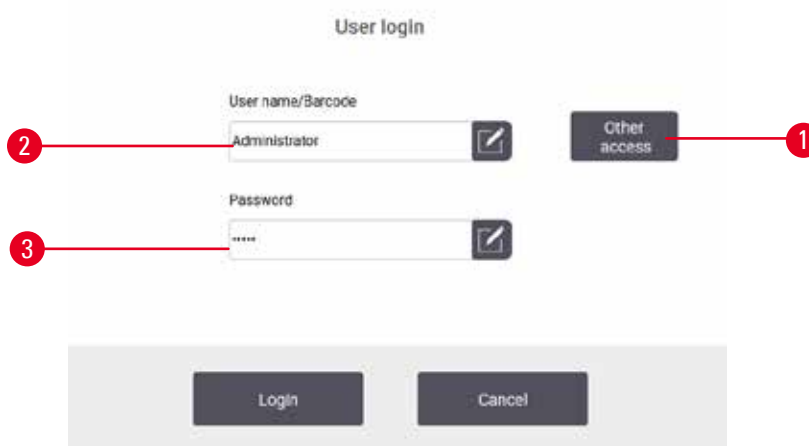 User login
User name/Barcode
2
Administrator
Other
access
1
Password
3
•••••
Login
Cancel